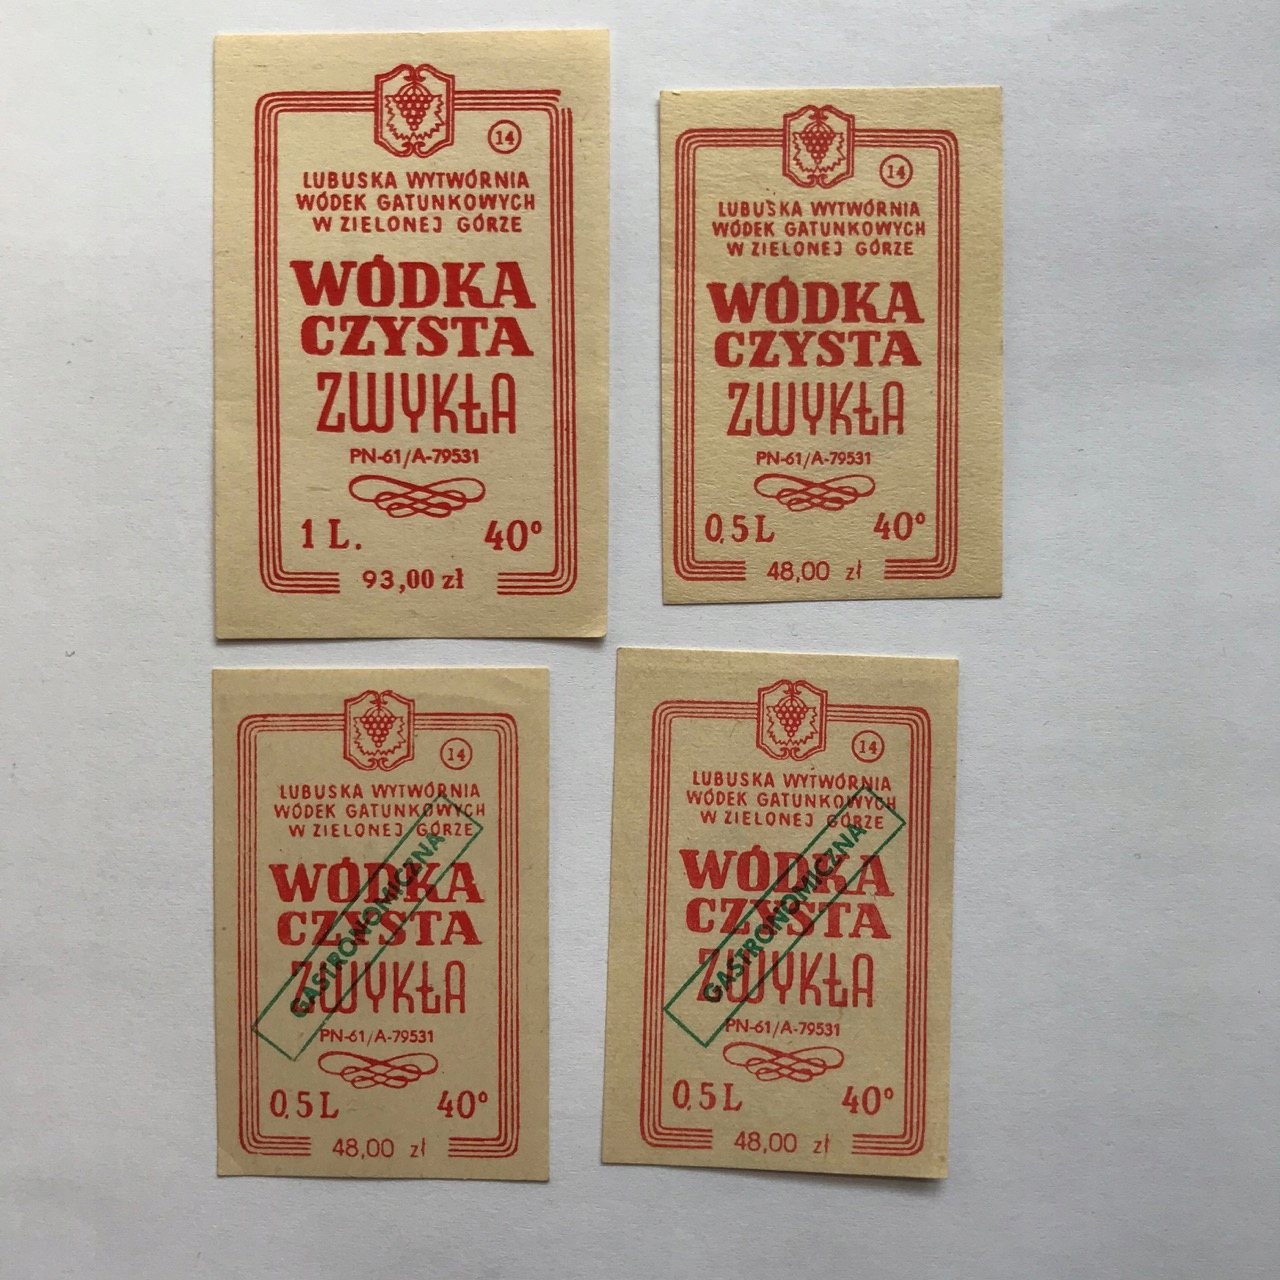 14
LUBUSKA WYTWÓRNIA
WÓDEK GATUNKOWYCH
W ZIELONEJ GÓRZE
WÓDKA
CZYSTA
ZWYKŁA
PN-61/A-79531
1 L. 40°
93,00 zł
14
LUBUSKA WYTWÓRNIA
WÓDEK GATUNKOWYCH
W ZIELONEJ GÓRZE
WÓDKA
CZYSTA
ZWYKŁA
PN-61/A-79531
0,5 L 40°
48,00 zł
14
LUBUSKA WYTWÓRNIA
WÓDEK GATUNKOWYCH
W ZIELONEJ GÓRZE
WÓDKA
CZYSTA
ZWYKŁA
GASTRONOMICZNA
PN-61/A-79531
0,5 L 40°
48,00 zł
14
LUBUSKA WYTWÓRNIA
WÓDEK GATUNKOWYCH
W ZIELONEJ GÓRZE
WÓDKA
CZYSTA
ZWYKŁA
GASTRONOMICZNA
PN-61/A-79531
0,5 L 40°
48,00 zł